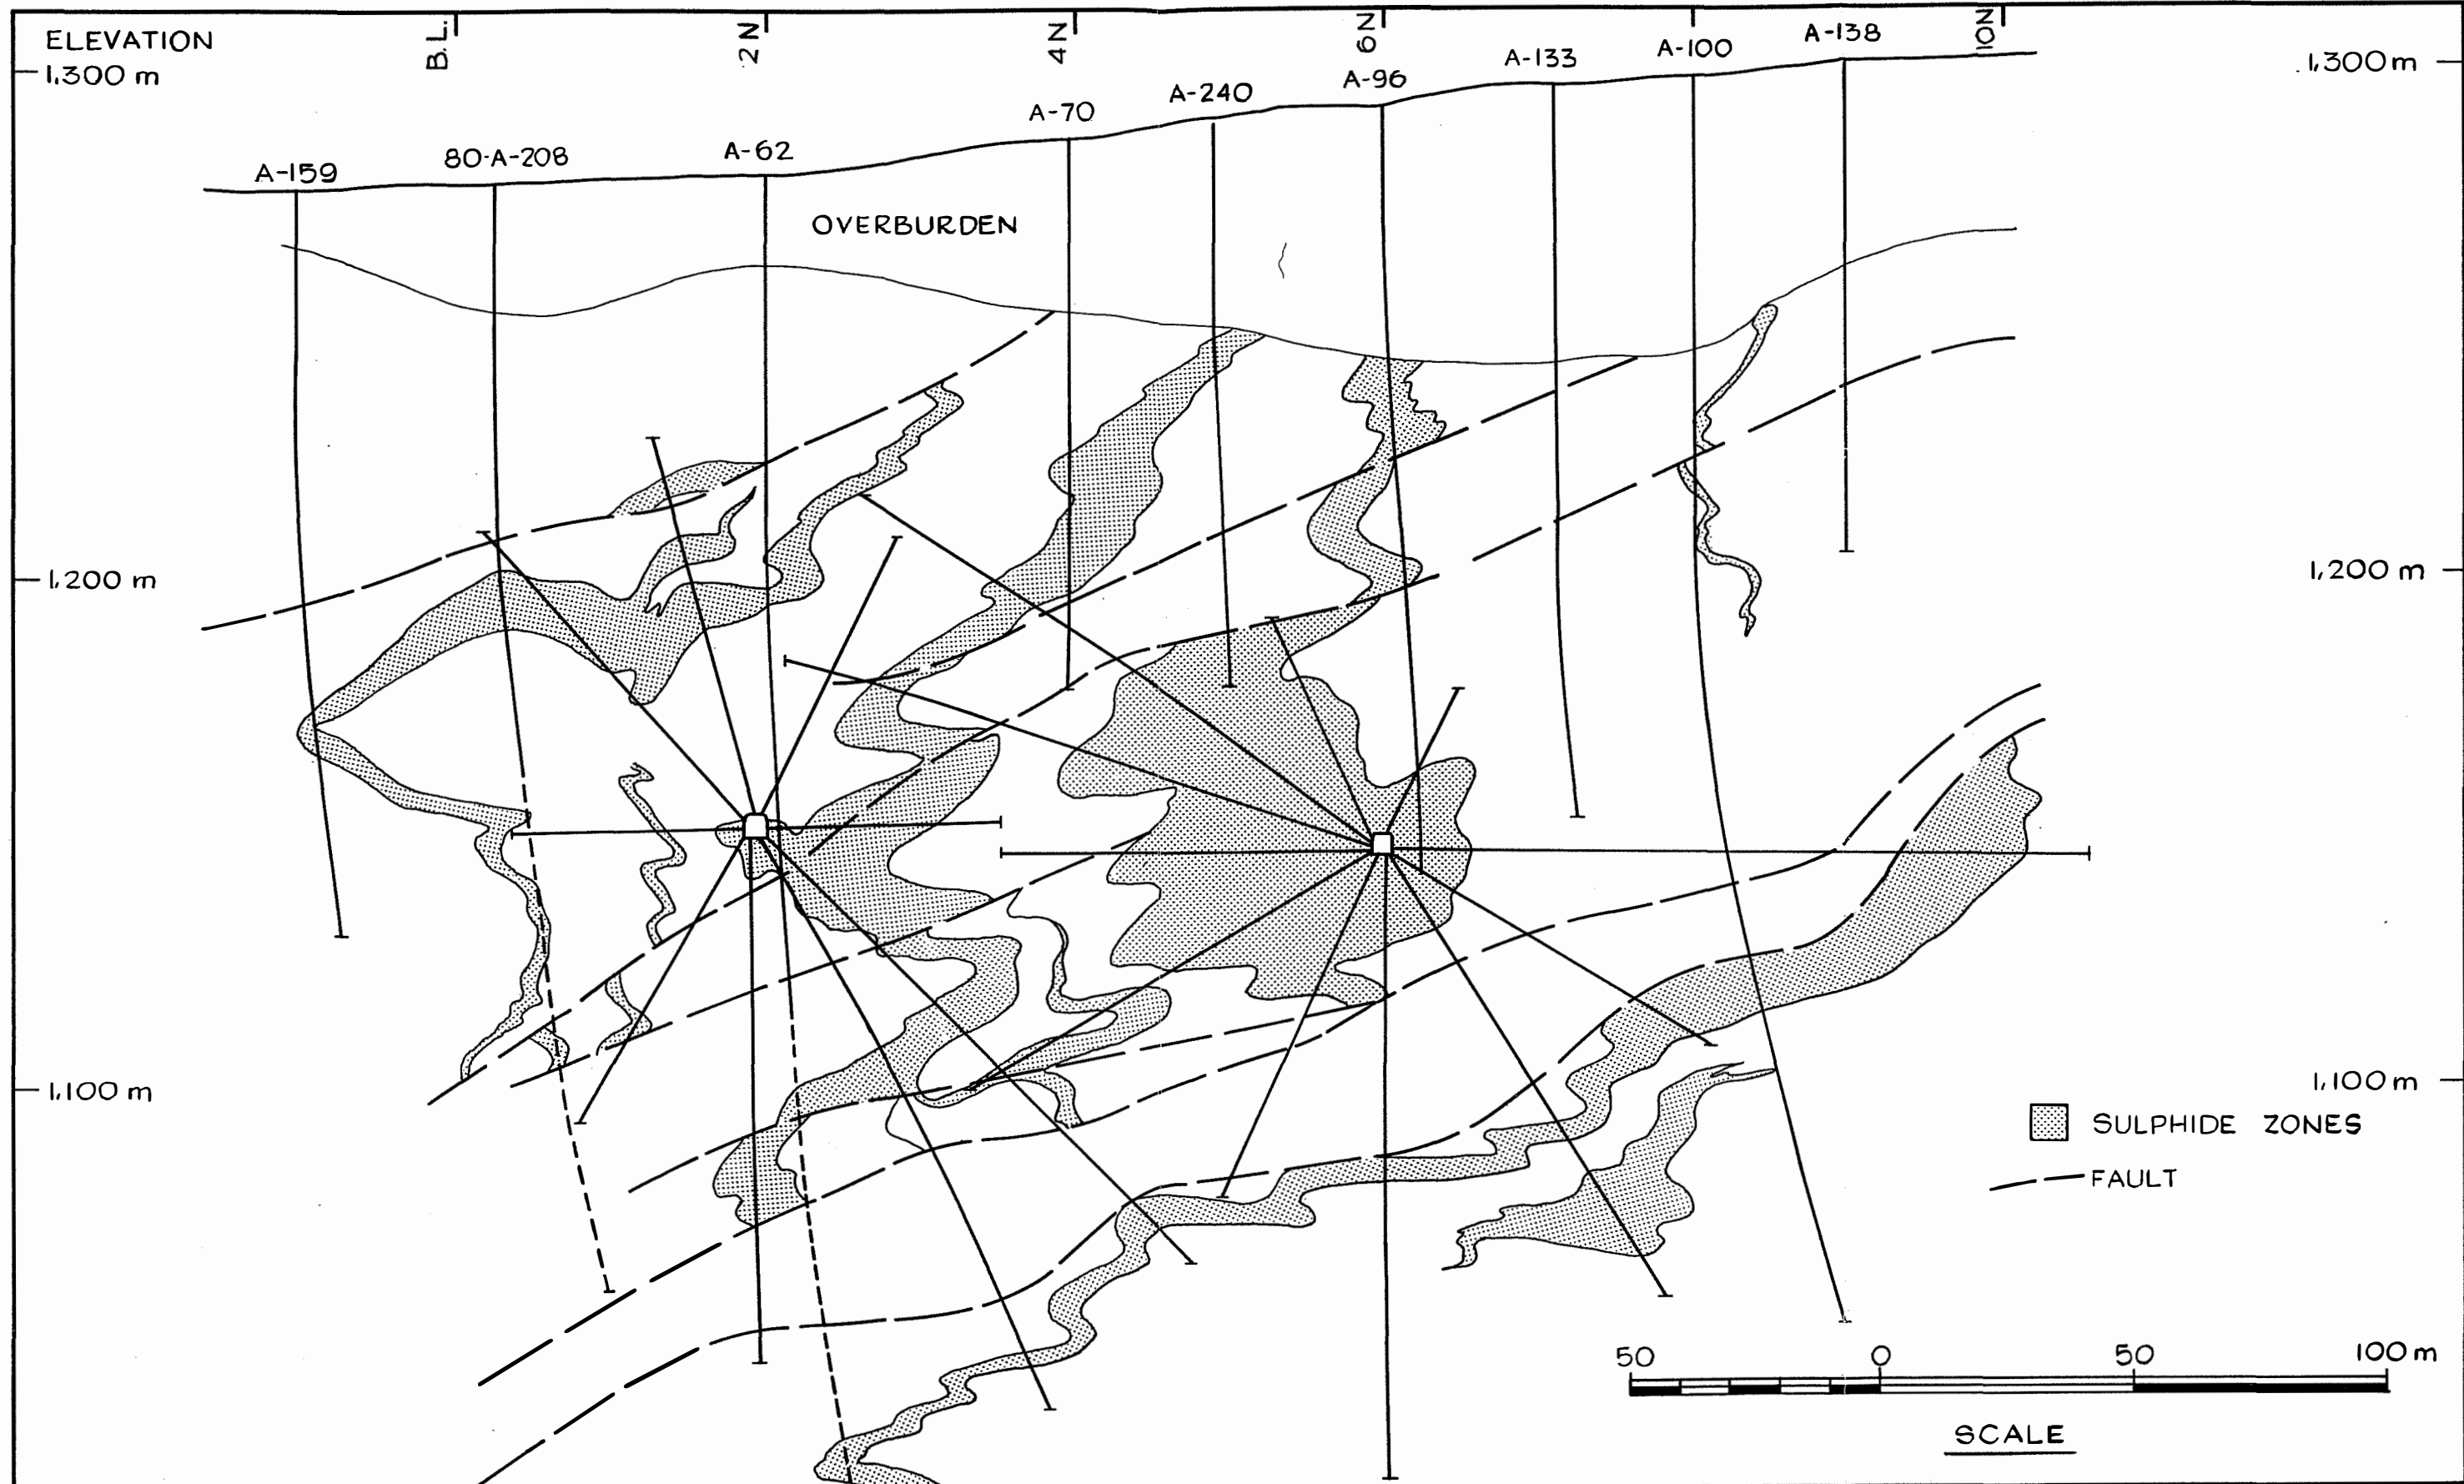 ELEVATION
1,300 m
B.L.
2N
4N
6N
10N
1,300m
A-159
80-A-208
A-62
A-70
A-240
A-96
A-133
A-100
A-138
OVERBURDEN
1,200 m
1,200 m
1,100 m
1,100 m
SULPHIDE ZONES
FAULT
50 0 50 100 m
SCALE